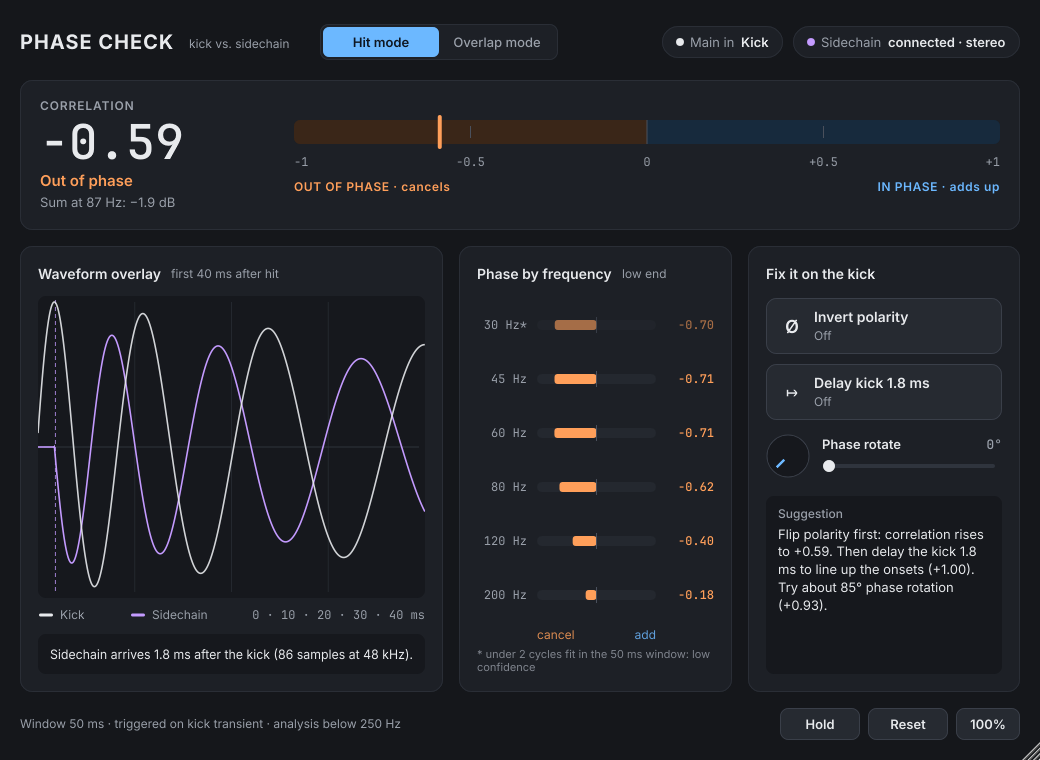 PHASE CHECK kick vs. sidechain Hit mode Overlap mode Main in Kick Sidechain connected · stereo
CORRELATION
-0.59
Out of phase
Sum at 87 Hz: −1.9 dB
-1 -0.5 0 +0.5 +1
OUT OF PHASE · cancels IN PHASE · adds up
Waveform overlay first 40 ms after hit
Kick Sidechain 0 · 10 · 20 · 30 · 40 ms
Sidechain arrives 1.8 ms after the kick (86 samples at 48 kHz).
Phase by frequency low end
30 Hz* -0.70
45 Hz -0.71
60 Hz -0.71
80 Hz -0.62
120 Hz -0.40
200 Hz -0.18
cancel add
* under 2 cycles fit in the 50 ms window: low
confidence
Fix it on the kick
Ø Invert polarity
Off
↦ Delay kick 1.8 ms
Off
Phase rotate 0°
Suggestion
Flip polarity first: correlation rises
to +0.59. Then delay the kick 1.8
ms to line up the onsets (+1.00).
Try about 85° phase rotation
(+0.93).
Window 50 ms · triggered on kick transient · analysis below 250 Hz
Hold Reset 100%